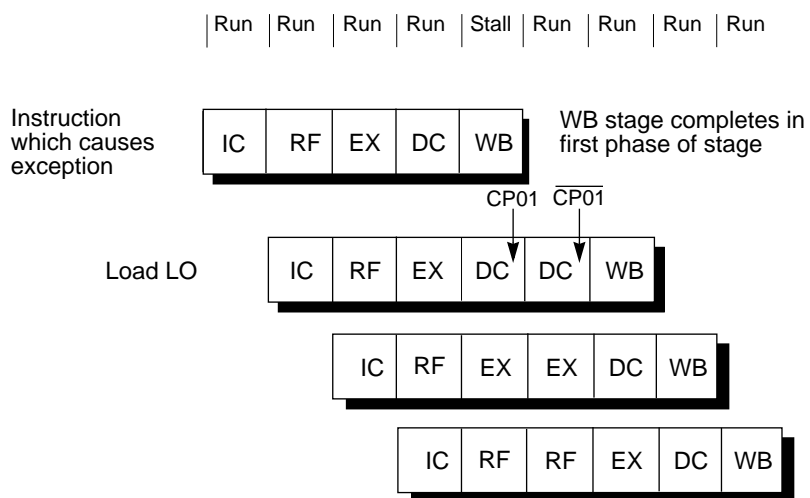 Run Run Run Run Stall Run Run Run Run
Instruction
which causes
exception
IC RF EX DC WB
WB stage completes in
first phase of stage
CP01 C̅P̅0̅1̅
Load LO
IC RF EX DC DC WB
IC RF EX EX DC WB
IC RF RF EX DC WB